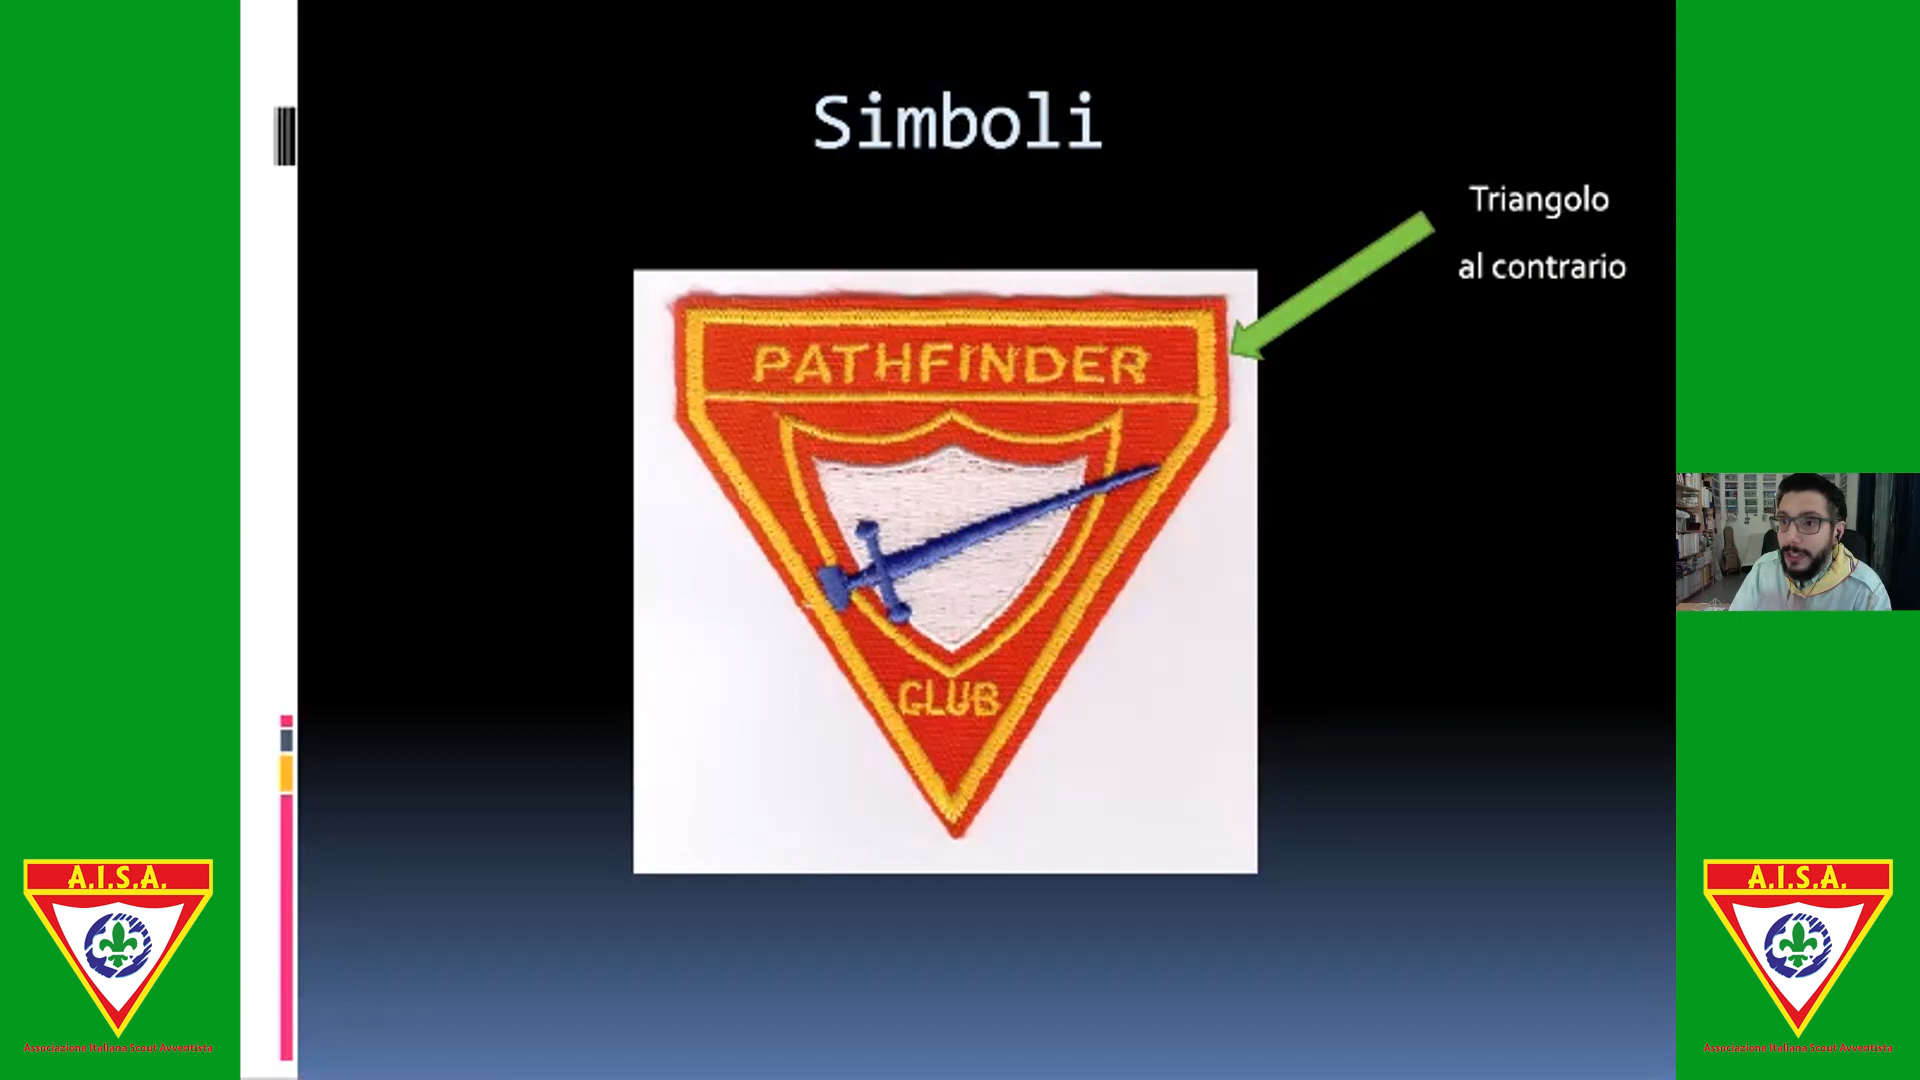 Simboli
Triangolo
al contrario
PATHFINDER
CLUB
A.I.S.A.
Associazione Italiana Scout Avventista
A.I.S.A.
Associazione Italiana Scout Avventista